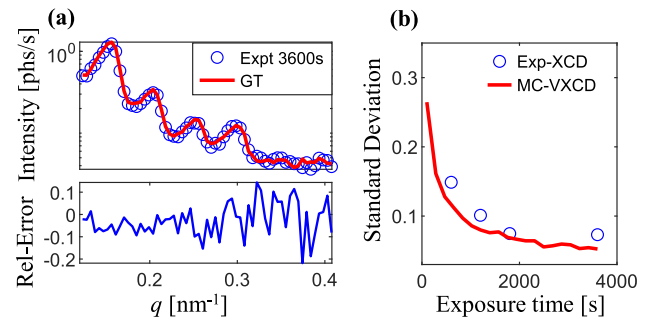 (a)
10⁰
Intensity [phs/s]
Expt 3600s
GT
0.1
0
-0.1
-0.2
Rel-Error
0.2
0.3
0.4
q [nm⁻¹]
(b)
Exp-XCD
MC-VXCD
0.3
0.2
0.1
Standard Deviation
0
2000
4000
Exposure time [s]